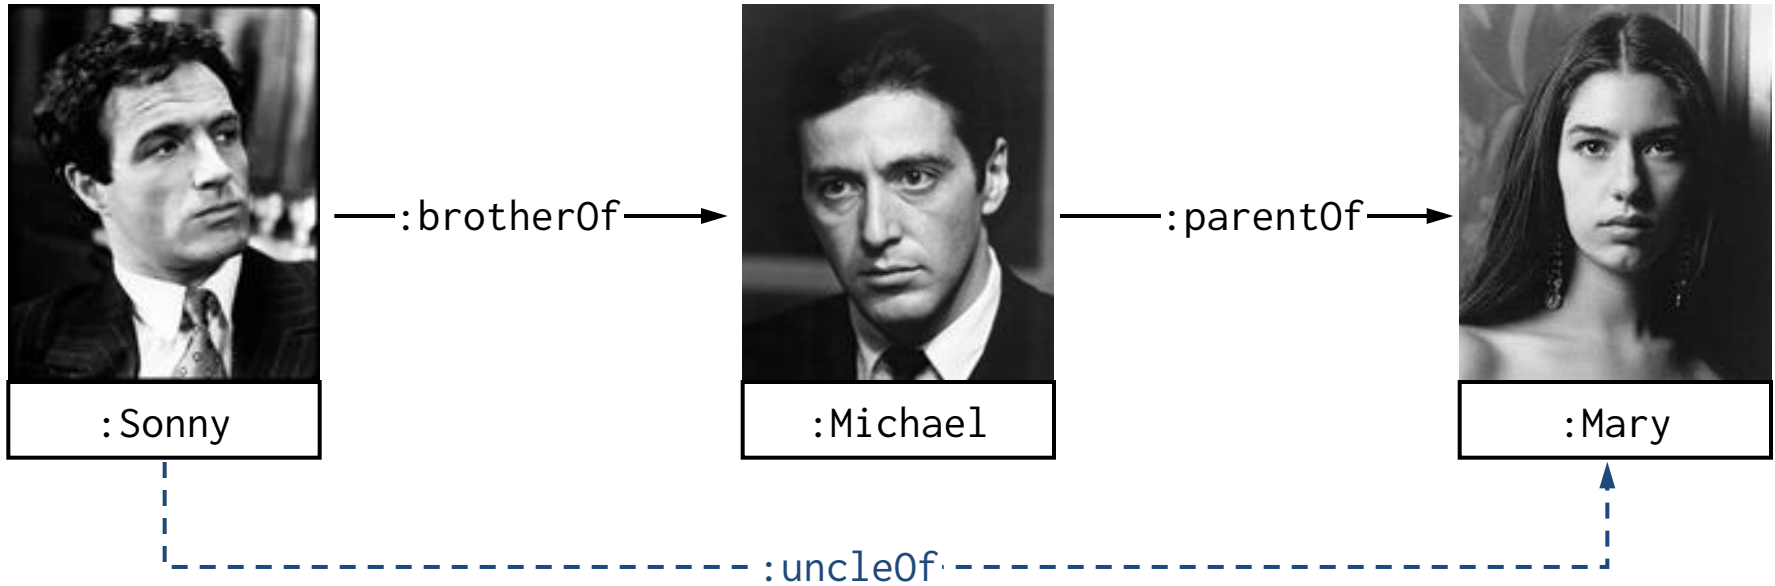 :brotherOf
:parentOf
:Sonny
:Michael
:Mary
:uncleOf